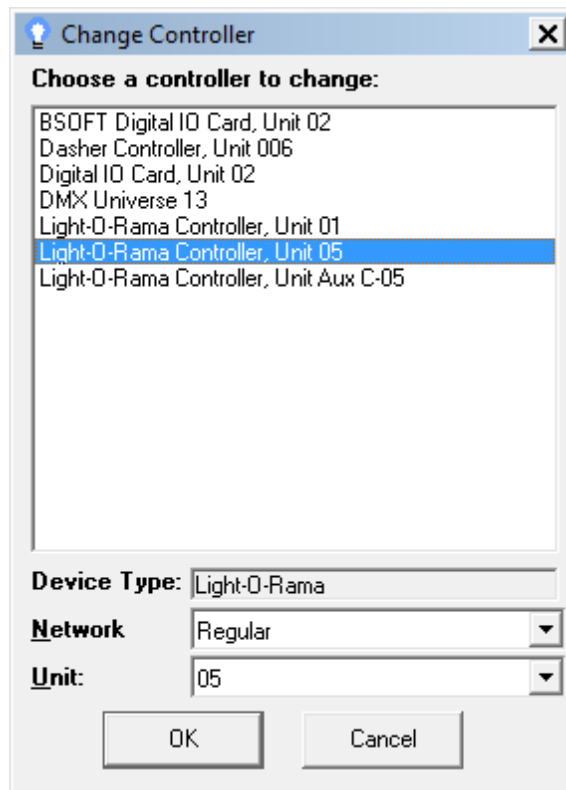 Change Controller
Choose a controller to change:
BSOFT Digital IO Card, Unit 02
Dasher Controller, Unit 006
Digital IO Card, Unit 02
DMX Universe 13
Light-O-Rama Controller, Unit 01
Light-O-Rama Controller, Unit 05
Light-O-Rama Controller, Unit Aux C-05
Device Type: Light-O-Rama
Network Regular
Unit: 05
OK Cancel